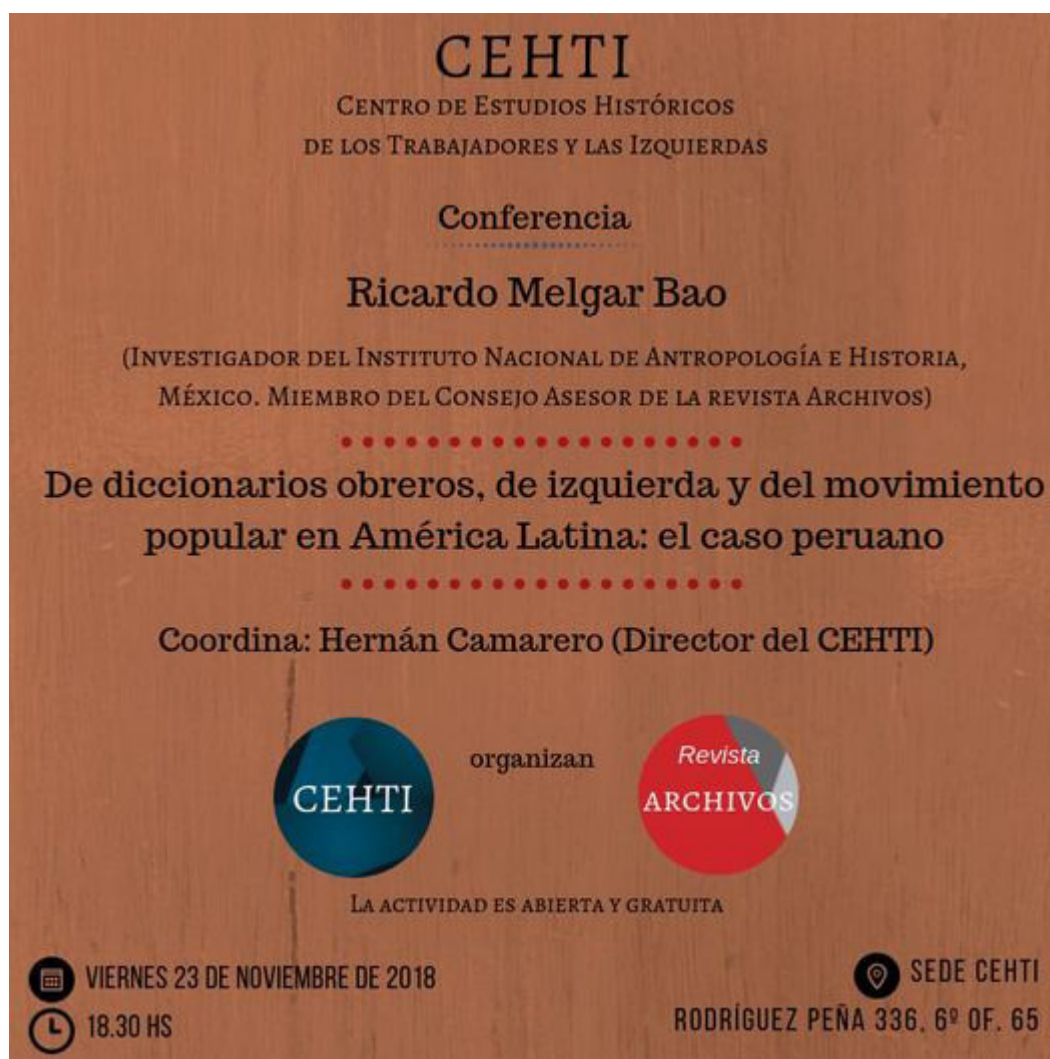 CEHTI
Centro de Estudios Históricos
de los Trabajadores y las Izquierdas
Conferencia
Ricardo Melgar Bao
(Investigador del Instituto Nacional de Antropología e Historia,
México. Miembro del Consejo Asesor de la revista Archivos)
De diccionarios obreros, de izquierda y del movimiento
popular en América Latina: el caso peruano
Coordina: Hernán Camarero (Director del CEHTI)
CEHTI
organizan
Revista
ARCHIVOS
La actividad es abierta y gratuita
VIERNES 23 DE NOVIEMBRE DE 2018
18.30 HS
SEDE CEHTI
RODRÍGUEZ PEÑA 336, 6º OF. 65